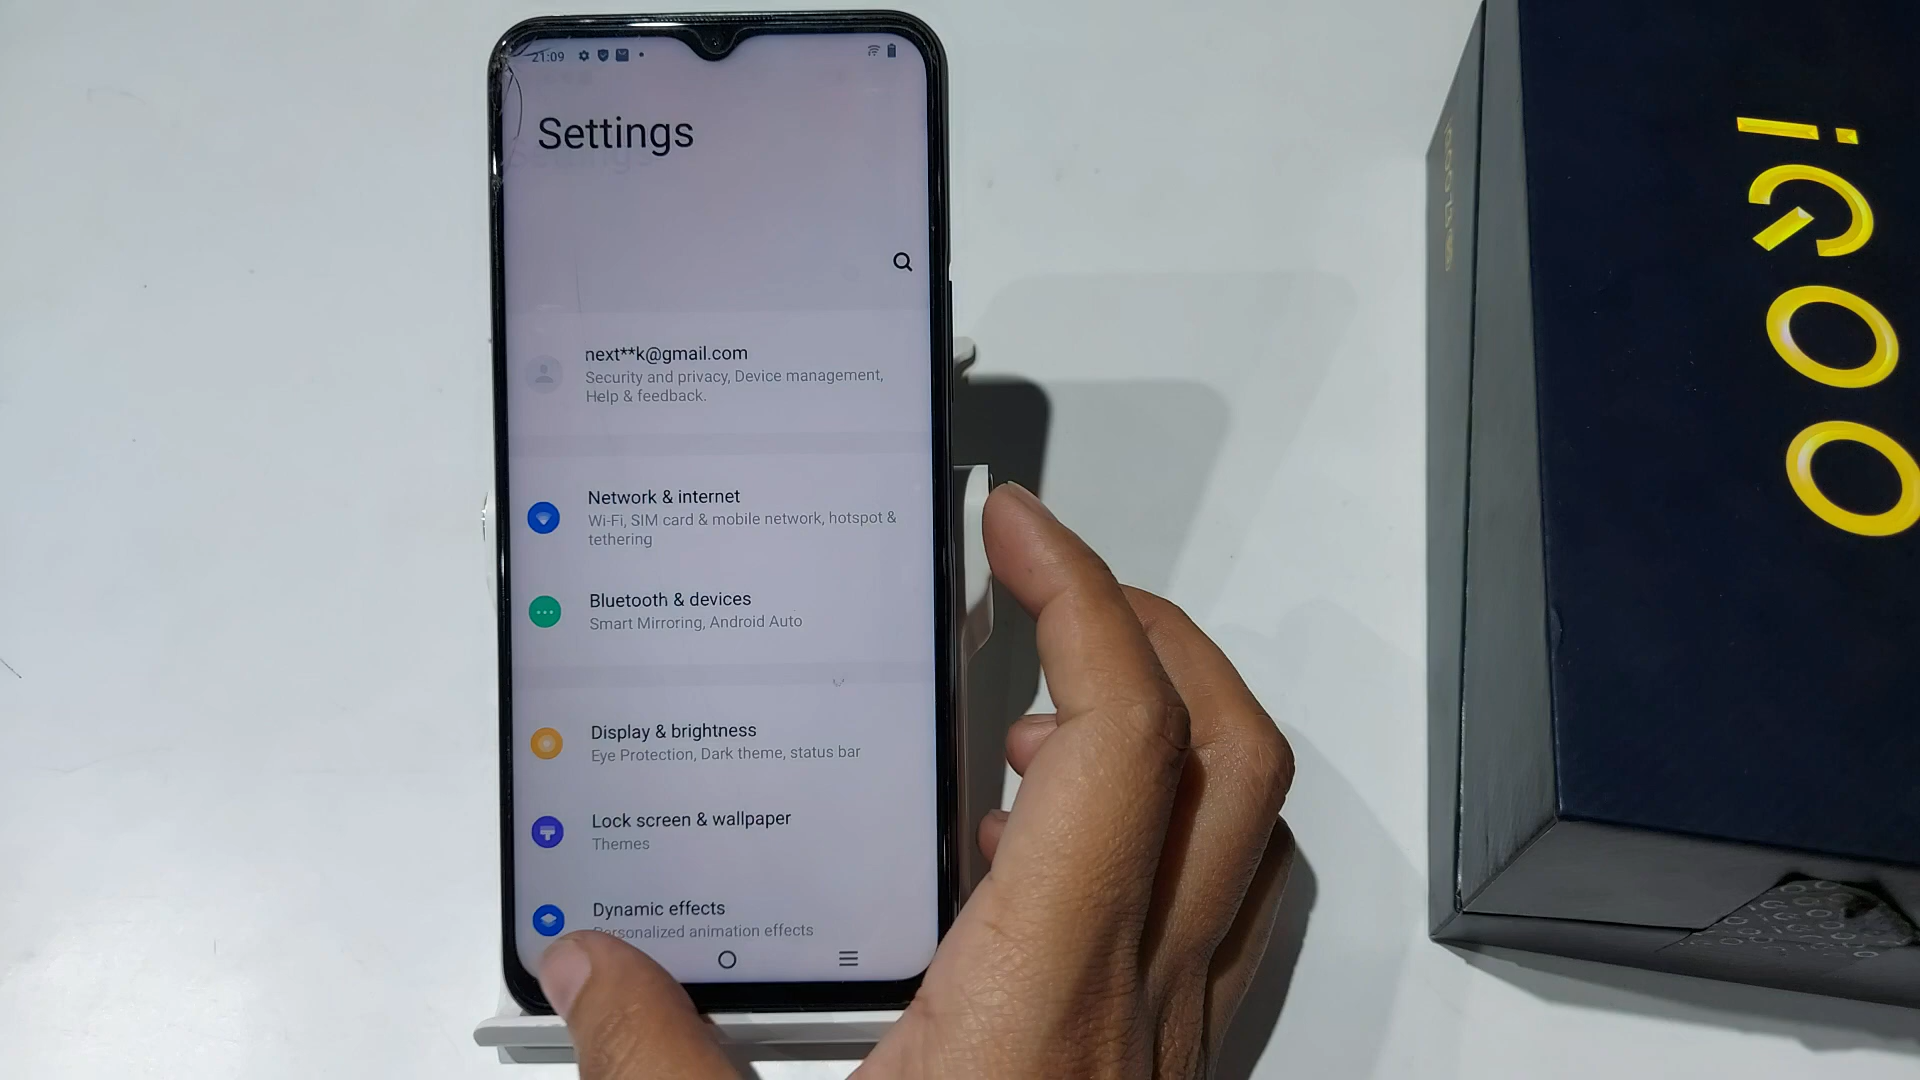 21:09
Settings
next**k@gmail.com
Security and privacy, Device management,
Help & feedback.
Network & internet
Wi-Fi, SIM card & mobile network, hotspot &
tethering
Bluetooth & devices
Smart Mirroring, Android Auto
Display & brightness
Eye Protection, Dark theme, status bar
Lock screen & wallpaper
Themes
Dynamic effects
Personalized animation effects
iQOO